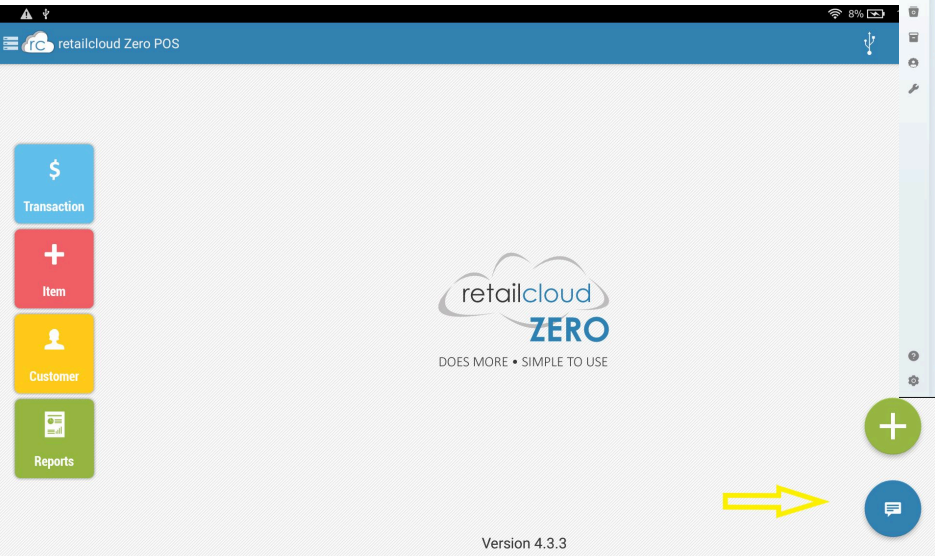 8%
rc retailcloud Zero POS
$
Transaction
Item
Customer
Reports
retailcloud
ZERO
DOES MORE • SIMPLE TO USE
Version 4.3.3